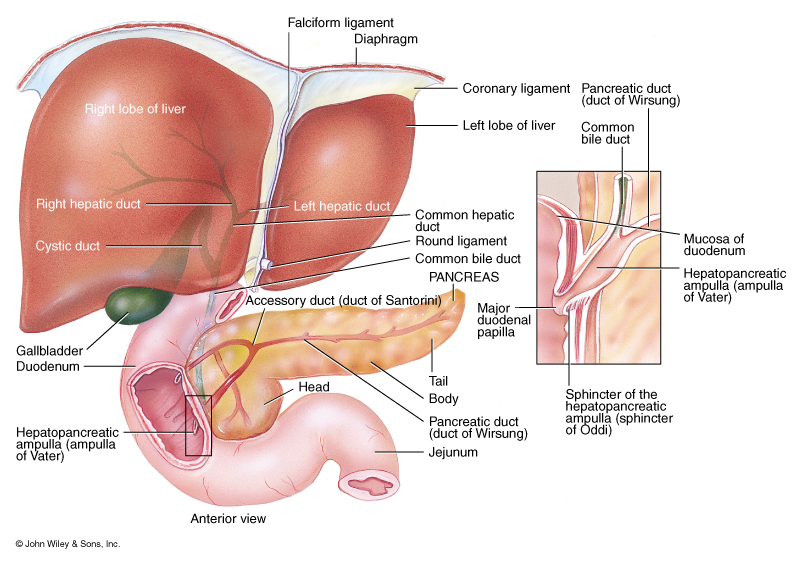 Falciform ligament
Diaphragm
Coronary ligament
Pancreatic duct
(duct of Wirsung)
Right lobe of liver
Left lobe of liver
Common
bile duct
Right hepatic duct
Left hepatic duct
Common hepatic
duct
Cystic duct
Round ligament
Common bile duct
PANCREAS
Mucosa of
duodenum
Hepatopancreatic
ampulla (ampulla
of Vater)
Accessory duct (duct of Santorini)
Major
duodenal
papilla
Gallbladder
Duodenum
Tail
Head
Body
Sphincter of the
hepatopancreatic
ampulla (sphincter
of Oddi)
Pancreatic duct
(duct of Wirsung)
Hepatopancreatic
ampulla (ampulla
of Vater)
Jejunum
Anterior view
© John Wiley & Sons, Inc.